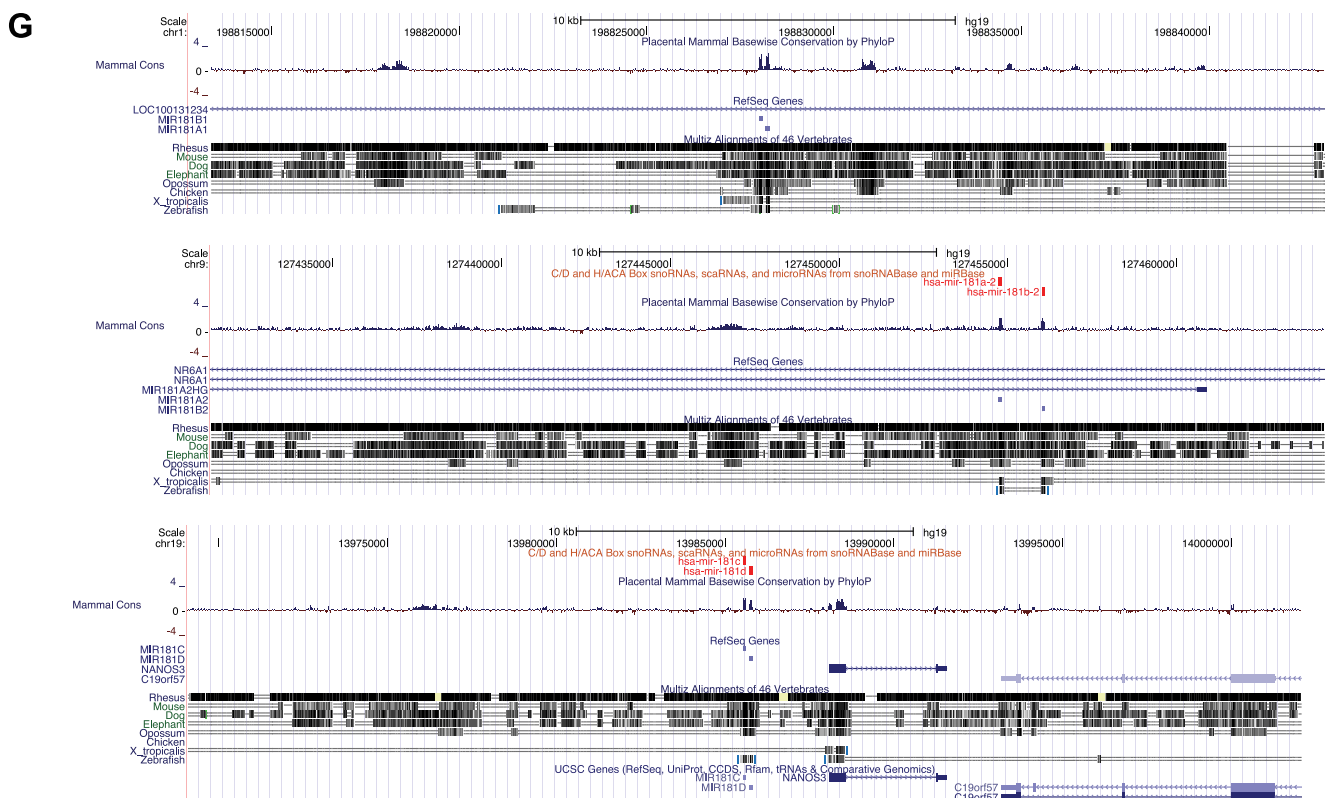 G
Scale 10 kb hg19
chr1: 198815000 198820000 198825000 198830000 198835000 198840000
Placental Mammal Basewise Conservation by PhyloP
4
Mammal Cons
0
-4
RefSeq Genes
LOC100131234
MIR181B1
MIR181A1
Multiz Alignments of 46 Vertebrates
Rhesus
Mouse
Dog
Elephant
Opossum
Chicken
X_tropicalis
Zebrafish
Scale 10 kb hg19
chr9: 127435000 127440000 127445000 127450000 127455000 127460000
C/D and H/ACA Box snoRNAs, scaRNAs, and microRNAs from snoRNABase and miRBase
hsa-mir-181a-2
hsa-mir-181b-2
Placental Mammal Basewise Conservation by PhyloP
4
Mammal Cons
0
-4
RefSeq Genes
NR6A1
NR6A1
MIR181A2HG
MIR181A2
MIR181B2
Multiz Alignments of 46 Vertebrates
Rhesus
Mouse
Dog
Elephant
Opossum
Chicken
X_tropicalis
Zebrafish
Scale 10 kb hg19
chr19: 13975000 13980000 13985000 13990000 13995000 14000000
C/D and H/ACA Box snoRNAs, scaRNAs, and microRNAs from snoRNABase and miRBase
hsa-mir-181c
hsa-mir-181d
Placental Mammal Basewise Conservation by PhyloP
4
Mammal Cons
0
-4
RefSeq Genes
MIR181C
MIR181D
NANOS3
C19orf57
Multiz Alignments of 46 Vertebrates
Rhesus
Mouse
Dog
Elephant
Opossum
Chicken
X_tropicalis
Zebrafish
UCSC Genes (RefSeq, UniProt, CCDS, Rfam, tRNAs & Comparative Genomics)
MIR181C NANOS3
MIR181D C19orf57
C19orf57